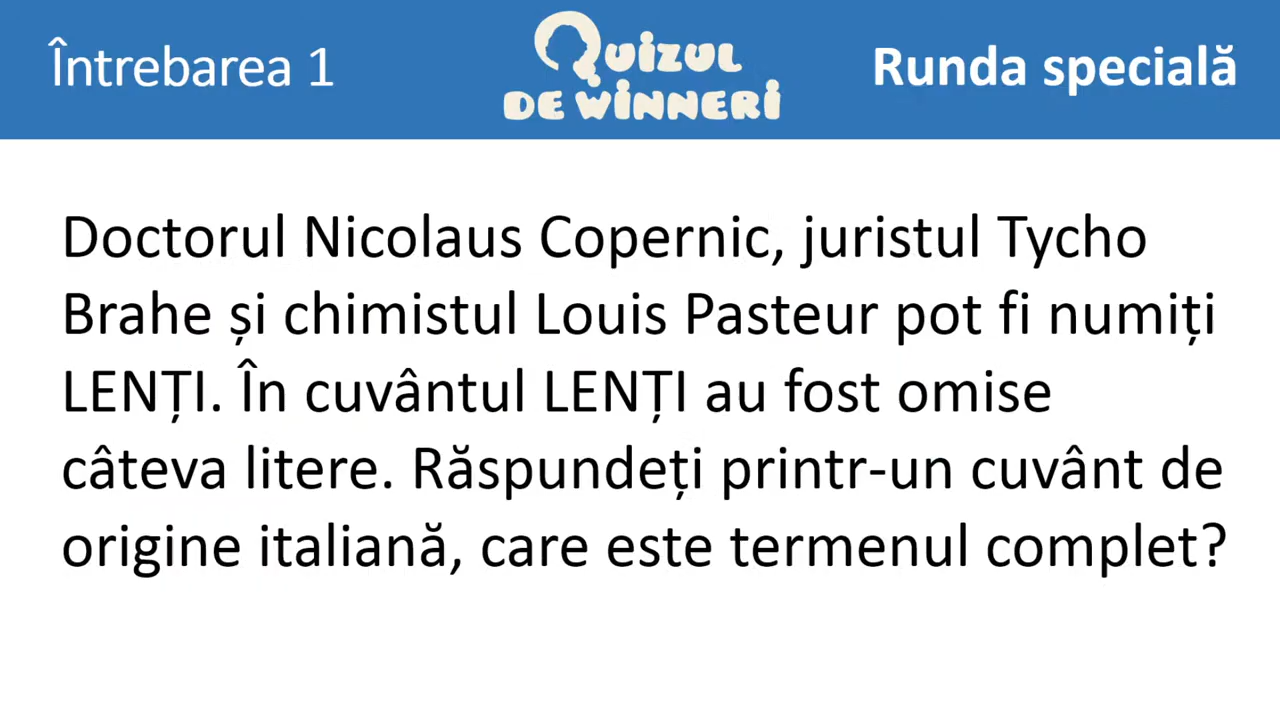 Întrebarea 1
QUIZUL
DE WINNERI
Runda specială
Doctorul Nicolaus Copernic, juristul Tycho
Brahe și chimistul Louis Pasteur pot fi numiți
LENȚI. În cuvântul LENȚI au fost omise
câteva litere. Răspundeți printr-un cuvânt de
origine italiană, care este termenul complet?